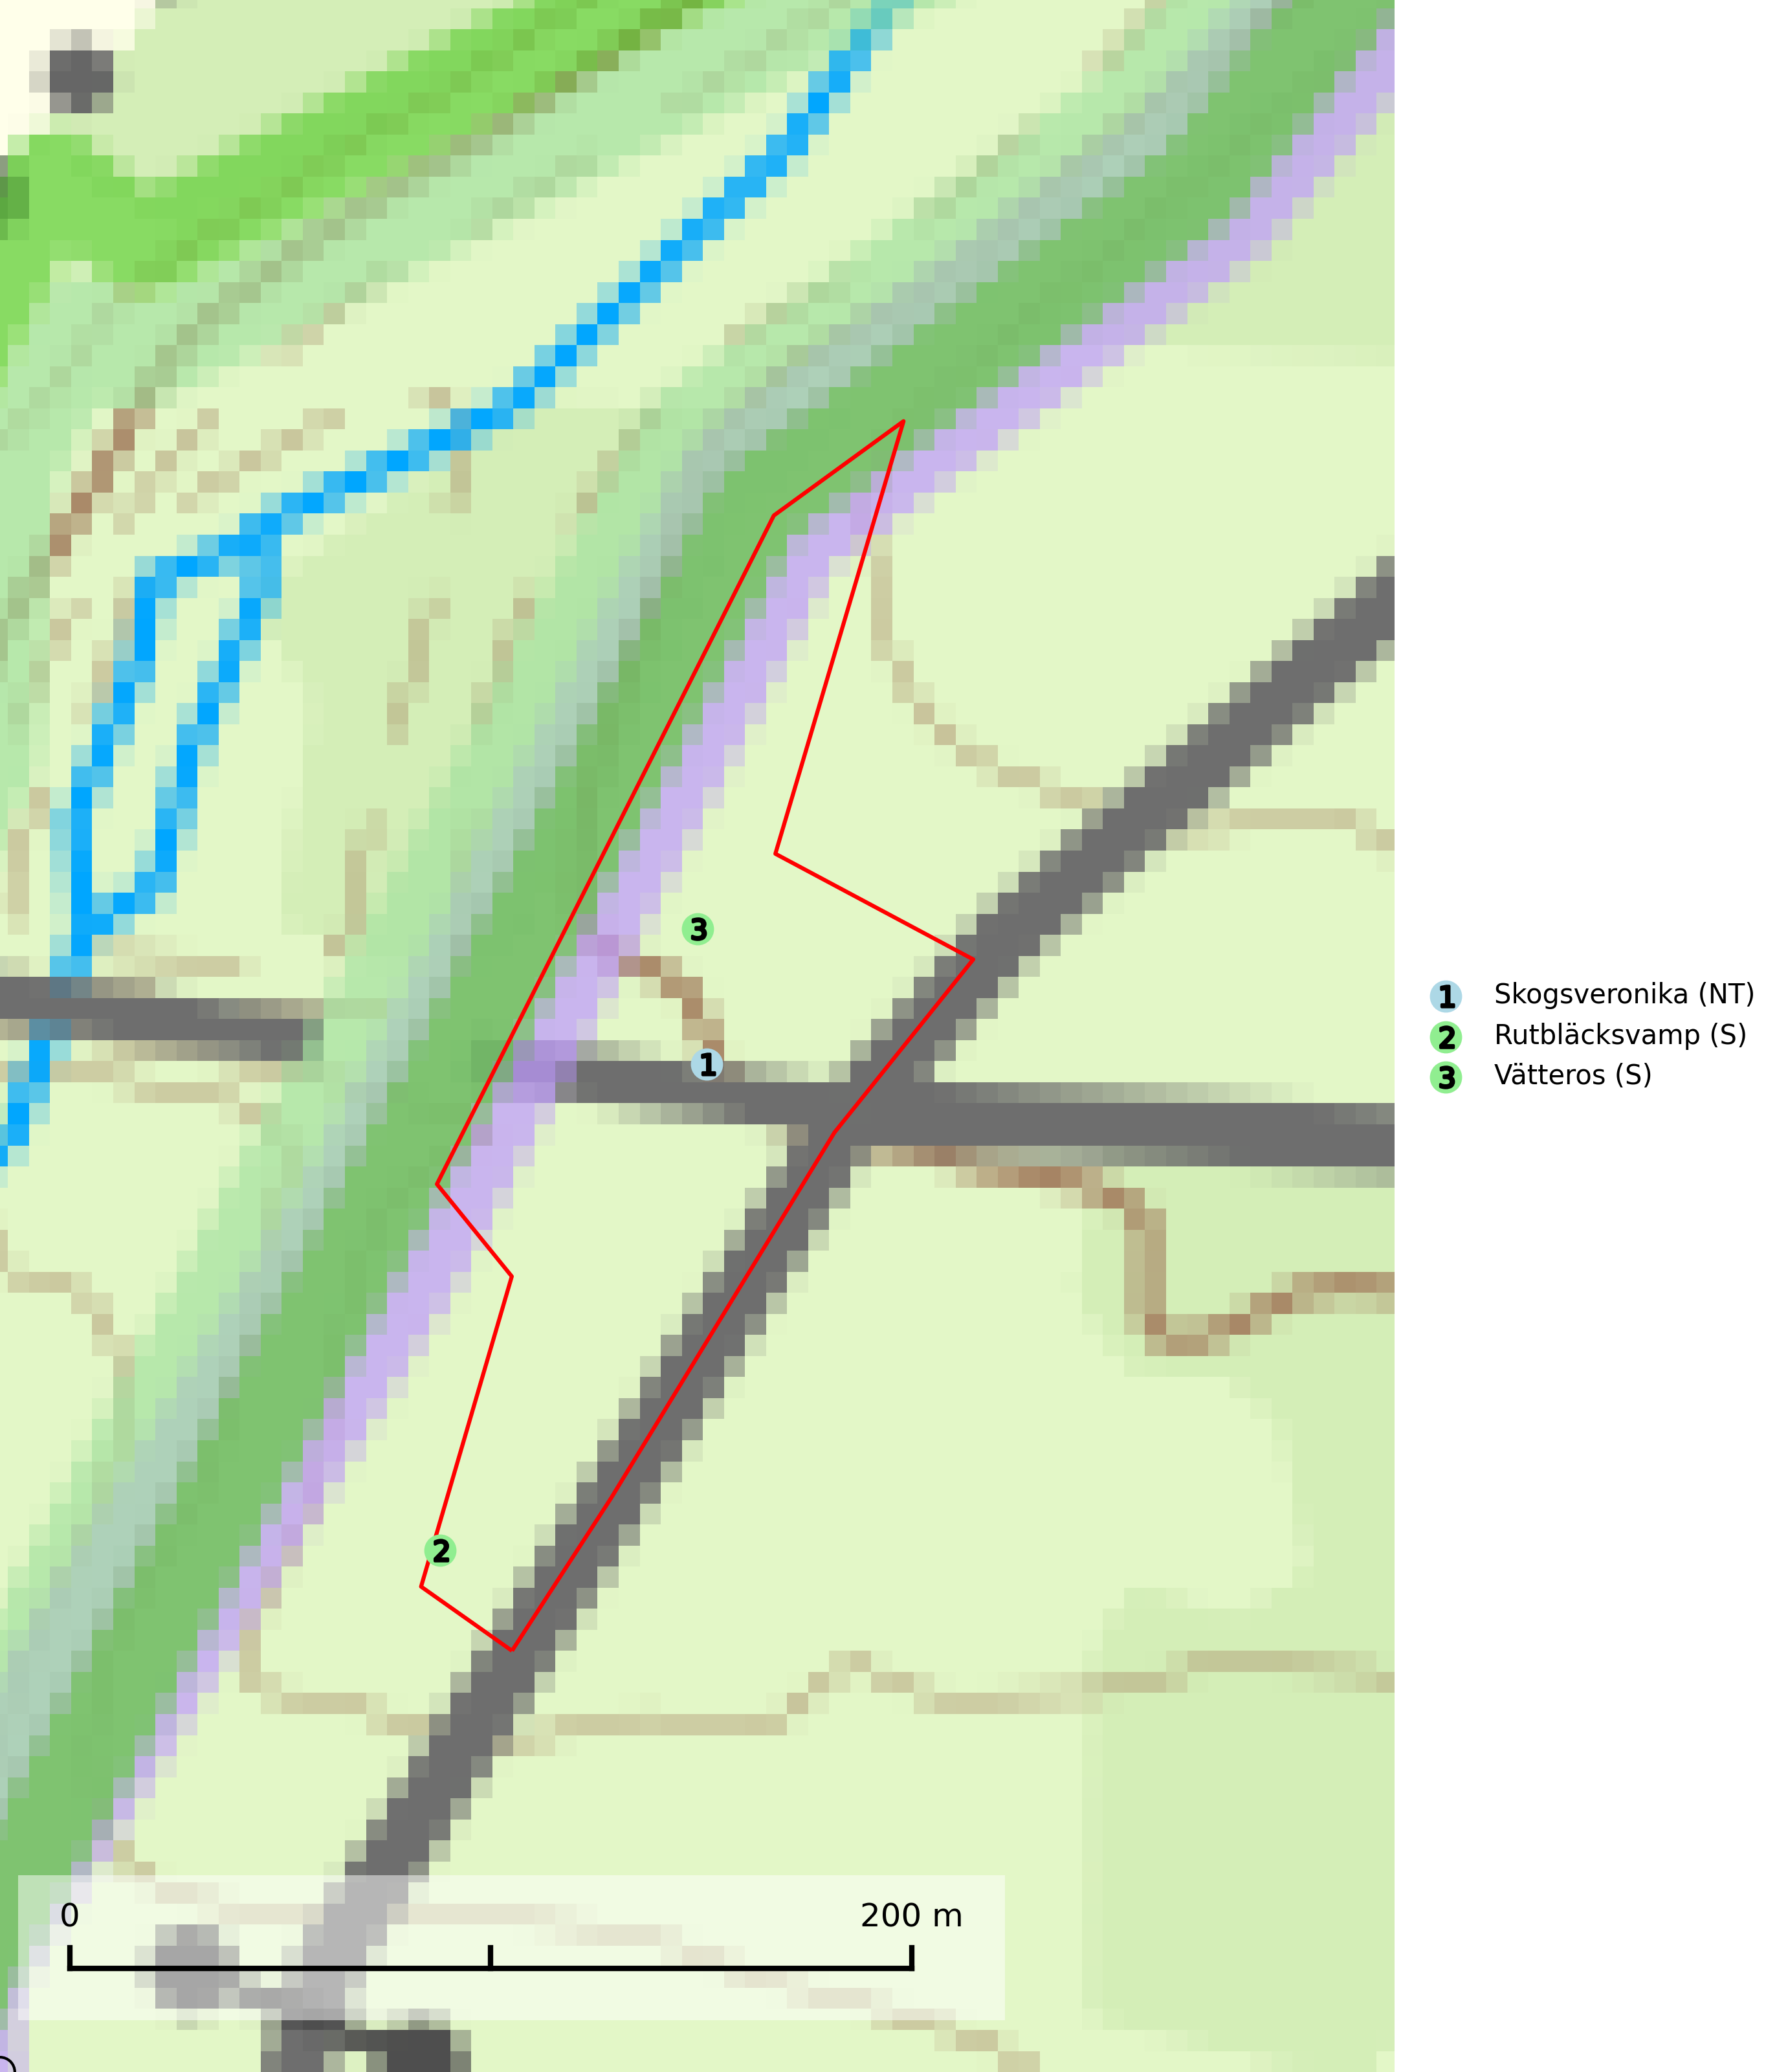 3
1
2
1 Skogsveronika (NT)
2 Rutbläcksvamp (S)
3 Vätteros (S)
0 200 m